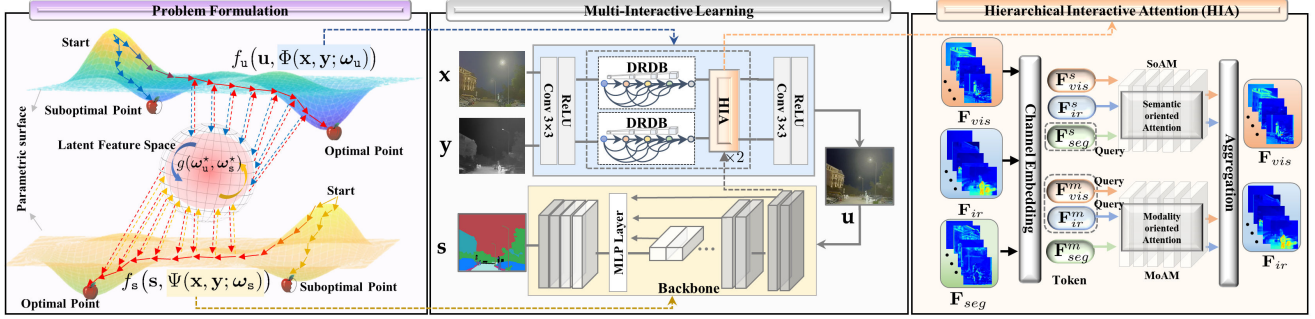 Problem Formulation
Start
f_u(u, Φ(x, y; ω_u))
Suboptimal Point
Optimal Point
Parametric surface
Latent Feature Space
g(ω*_u, ω*_s)
Start
Optimal Point
f_s(s, Ψ(x, y; ω_s))
Suboptimal Point
Multi-Interactive Learning
x
y
Conv 3×3
ReLU
DRDB
DRDB
HIA
×2
ReLU
Conv 3×3
u
s
MLP Layer
Backbone
Hierarchical Interactive Attention (HIA)
F_vis
F_ir
F_seg
Channel Embedding
F^s_vis
F^s_ir
F^s_seg
Query
Query
F^m_vis
Query
F^m_ir
F^m_seg
Token
SoAM
Semantic
oriented
Attention
Modality
oriented
Attention
MoAM
Aggregation
F_vis
F_ir